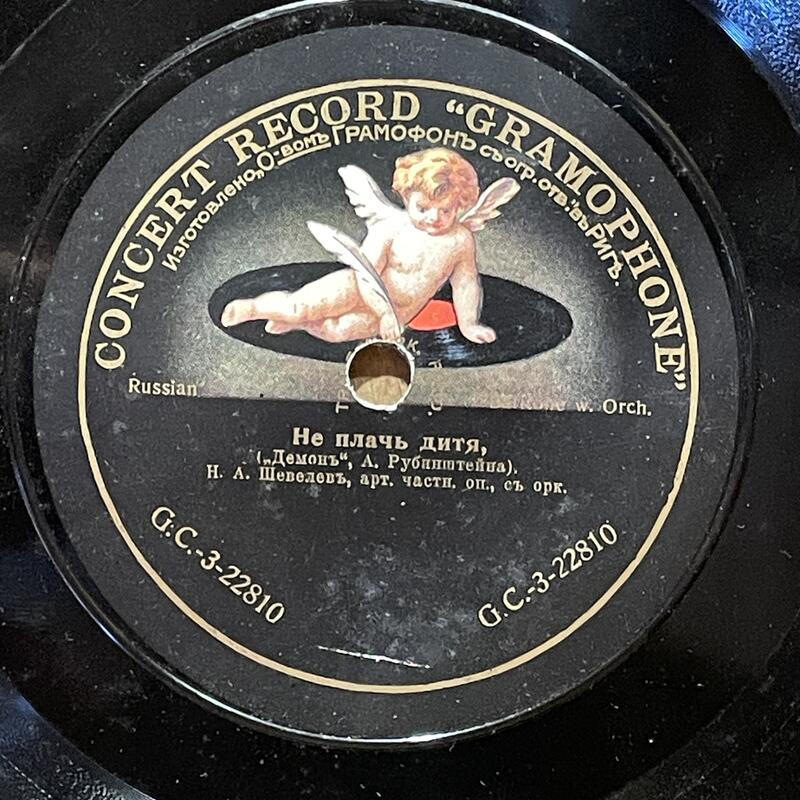 CONCERT RECORD “GRAMOPHONE”
Изготовлено „О-вомъ ГРАМОФОНЪ съ огр. отв.“ въ Ригѣ.
Russian
w. Orch.
Не плачь дитя,
(„Демонъ“, А. Рубинштейна).
Н. А. Шевелевъ, арт. частн. оп., съ орк.
G.C.-3-22810
G.C.-3-22810